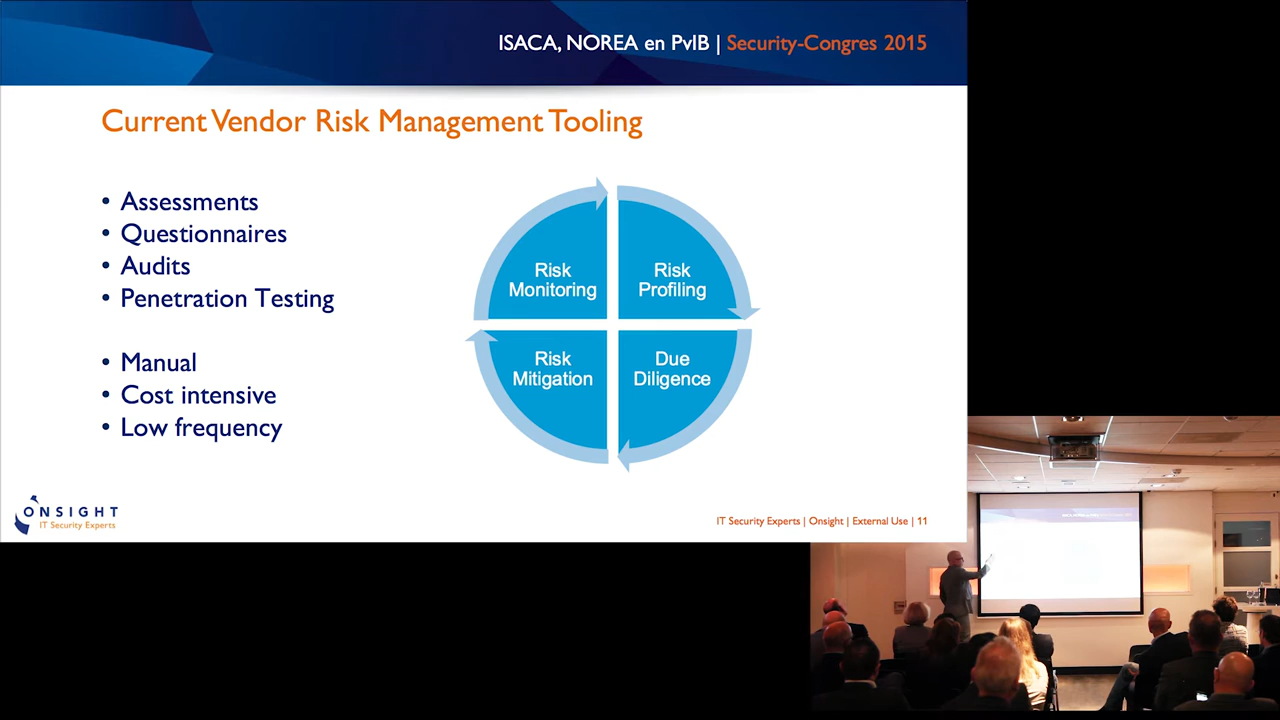 ISACA, NOREA en PvIB | Security-Congres 2015
Current Vendor Risk Management Tooling
• Assessments
• Questionnaires
• Audits
• Penetration Testing
• Manual
• Cost intensive
• Low frequency
Risk
Monitoring
Risk
Profiling
Risk
Mitigation
Due
Diligence
ONSIGHT
IT Security Experts
IT Security Experts | Onsight | External Use | 11